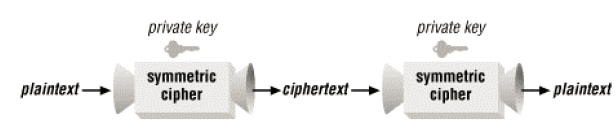 private key
private key
plaintext
symmetric
cipher
ciphertext
symmetric
cipher
plaintext